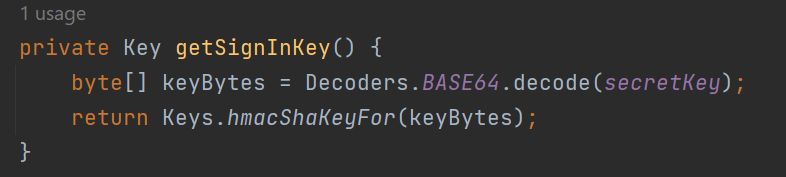 1 usage
private Key getSignInKey() {
    byte[] keyBytes = Decoders.BASE64.decode(secretKey);
    return Keys.hmacShaKeyFor(keyBytes);
}